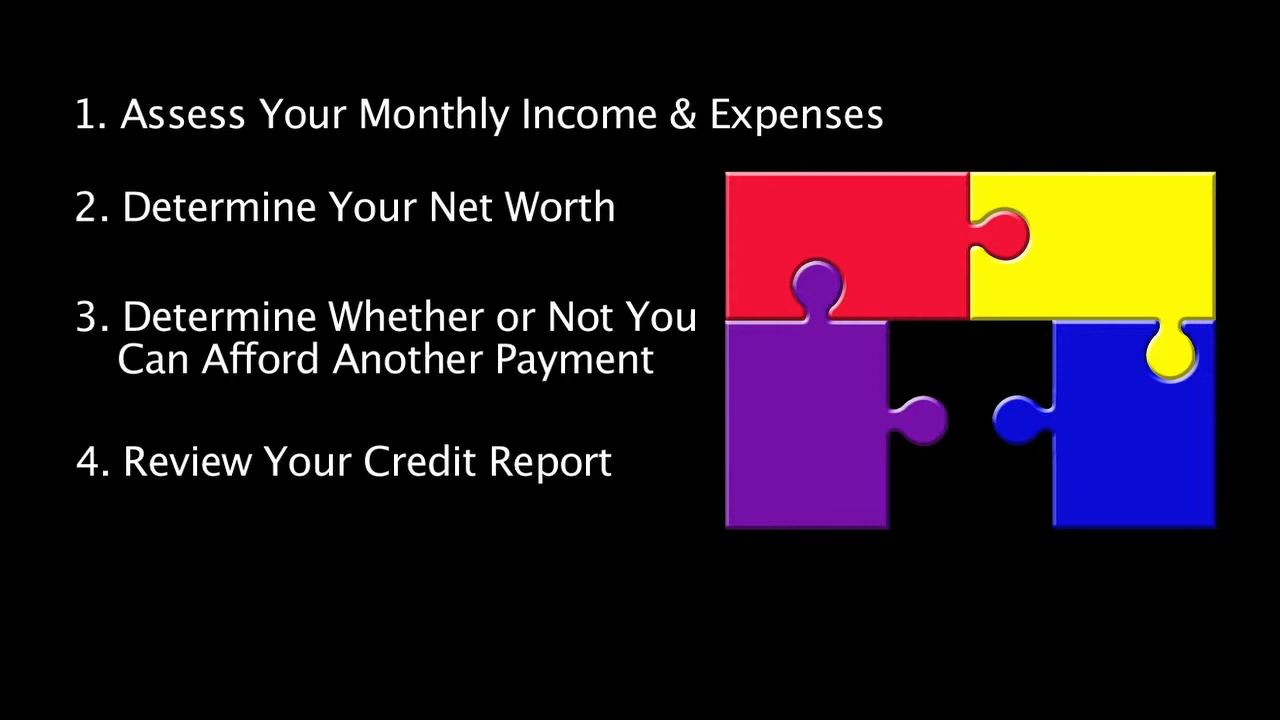 1. Assess Your Monthly Income & Expenses
2. Determine Your Net Worth
3. Determine Whether or Not You
Can Afford Another Payment
4. Review Your Credit Report